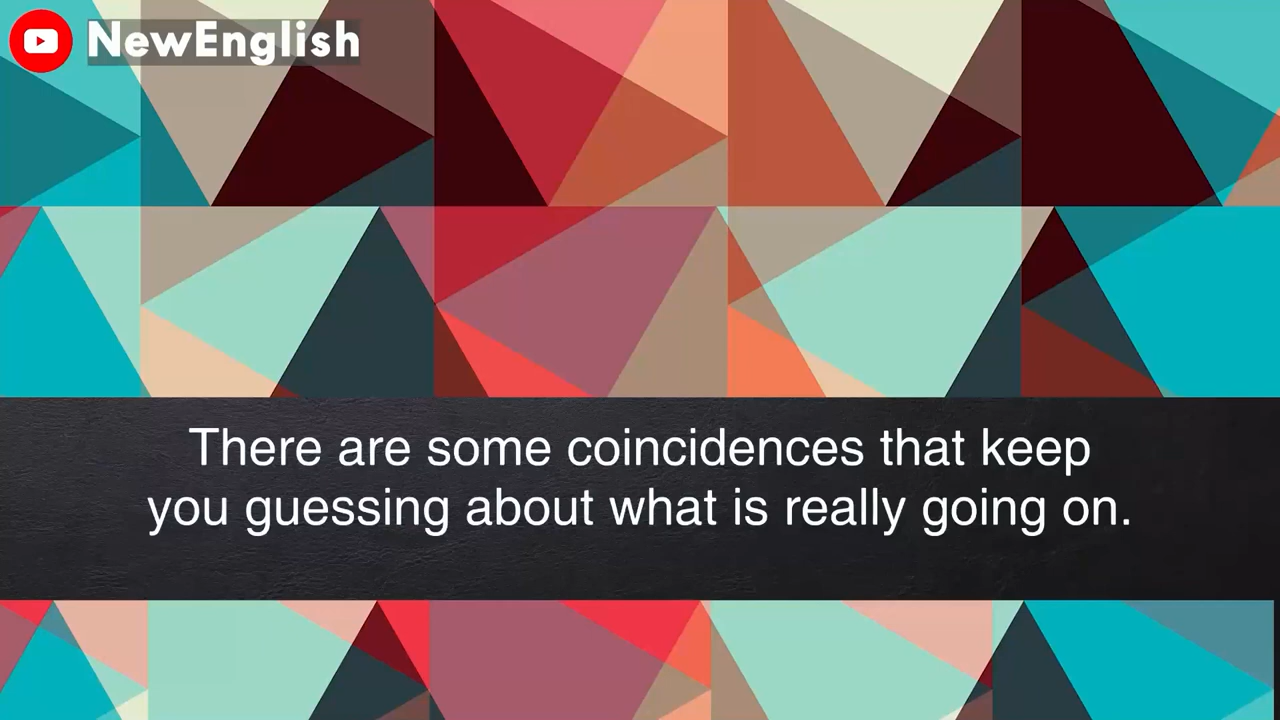 NewEnglish
There are some coincidences that keep
you guessing about what is really going on.